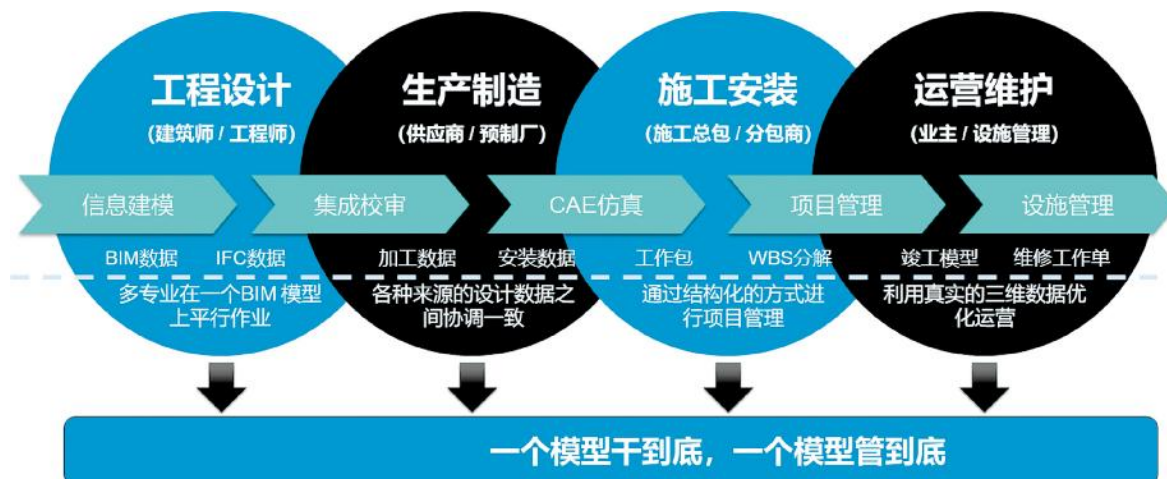 工程设计
(建筑师 / 工程师)
生产制造
(供应商 / 预制厂)
施工安装
(施工总包 / 分包商)
运营维护
(业主 / 设施管理)
信息建模
集成校审
CAE仿真
项目管理
设施管理
BIM数据
IFC数据
加工数据
安装数据
工作包
WBS分解
竣工模型
维修工作单
多专业在一个BIM 模型
上平行作业
各种来源的设计数据之
间协调一致
通过结构化的方式进
行项目管理
利用真实的三维数据优
化运营
一个模型干到底，一个模型管到底